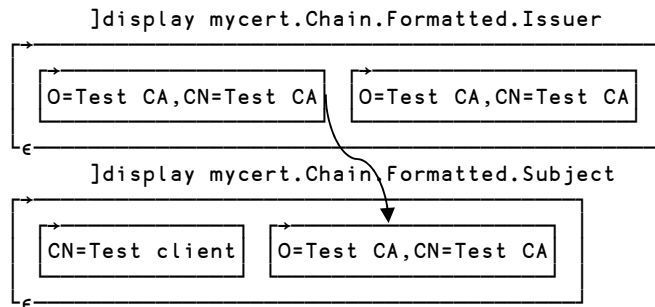 ]display mycert.Chain.Formatted.Issuer
O=Test CA,CN=Test CA O=Test CA,CN=Test CA
]display mycert.Chain.Formatted.Subject
CN=Test client O=Test CA,CN=Test CA